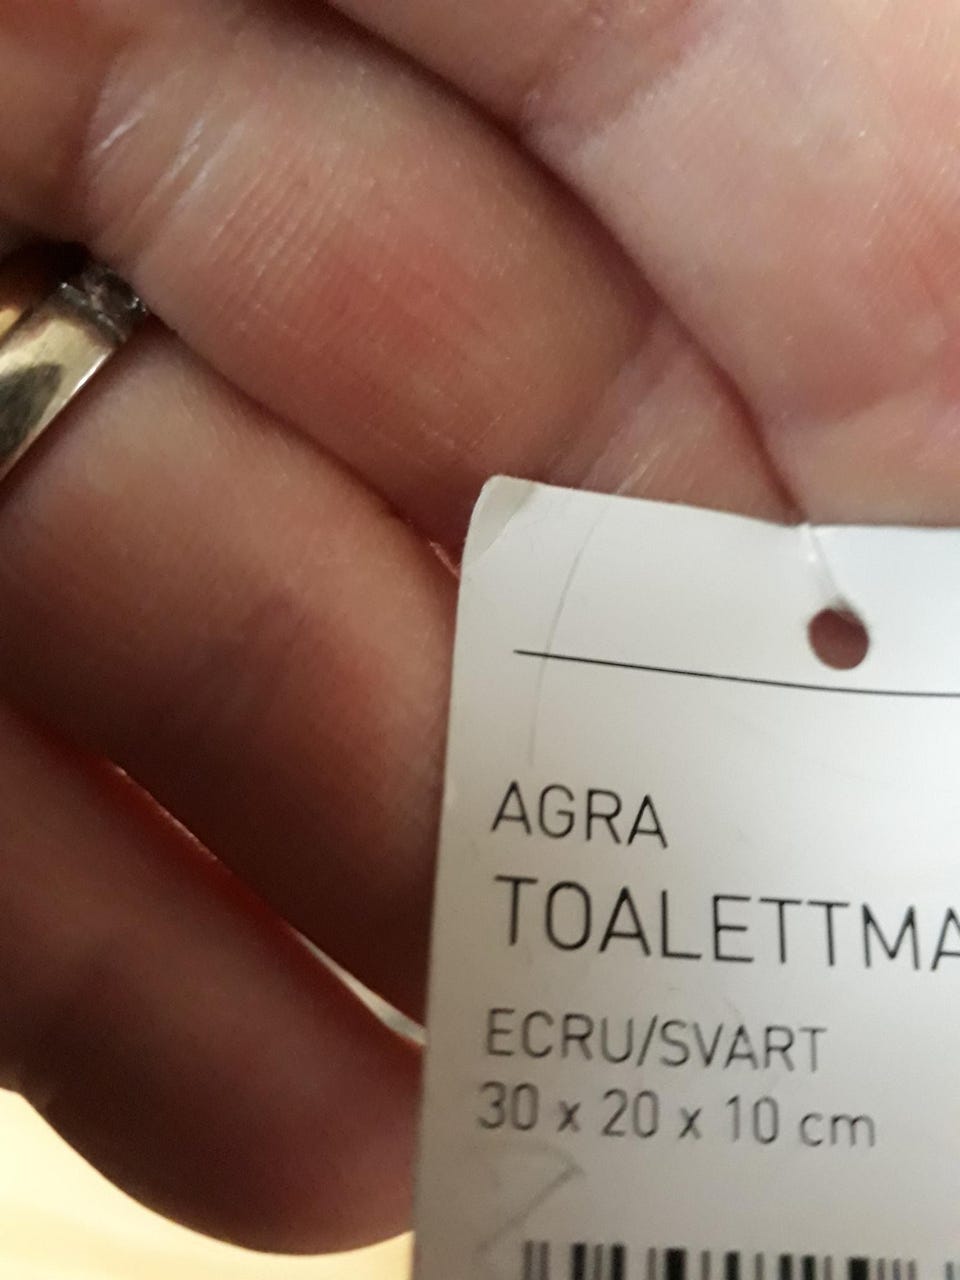 AGRA
TOALETTMA
ECRU/SVART
30 x 20 x 10 cm